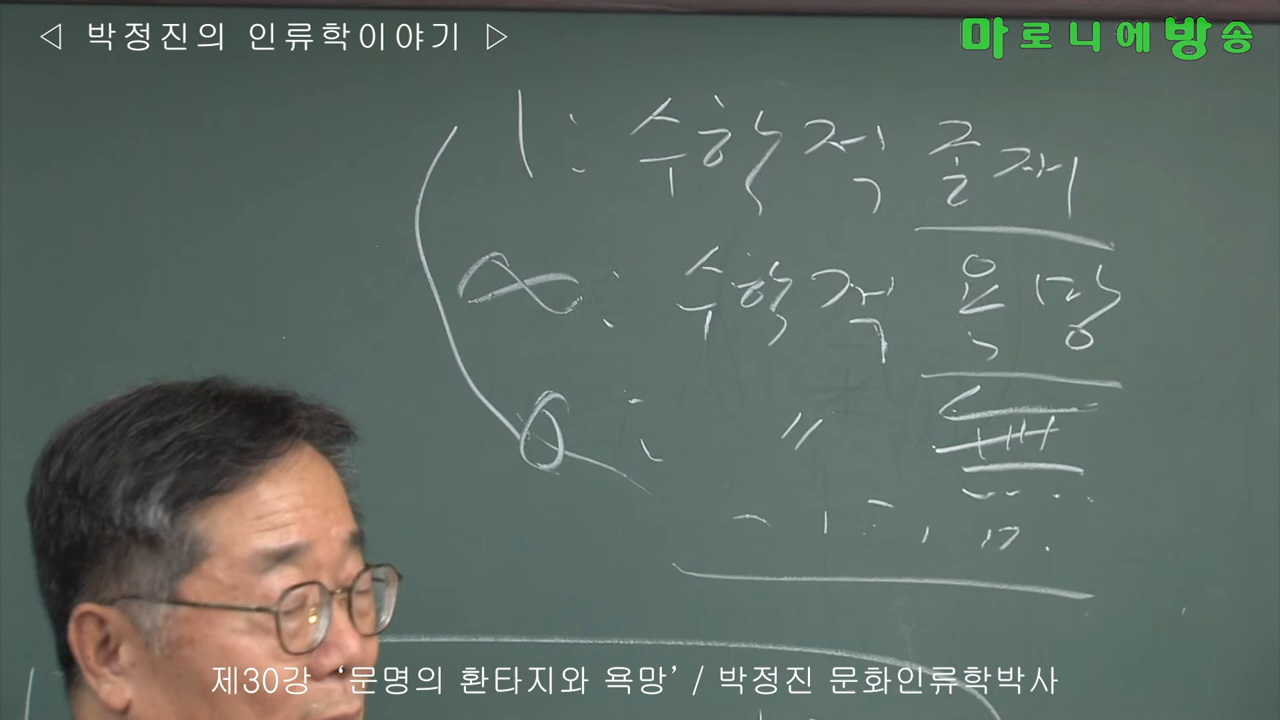 ◁ 박정진의 인류학이야기 ▷
마로니에방송
1 : 수학적 존재
∞ : 수학적 욕망
0 : 〃
제30강 ‘문명의 환타지와 욕망’ / 박정진 문화인류학박사